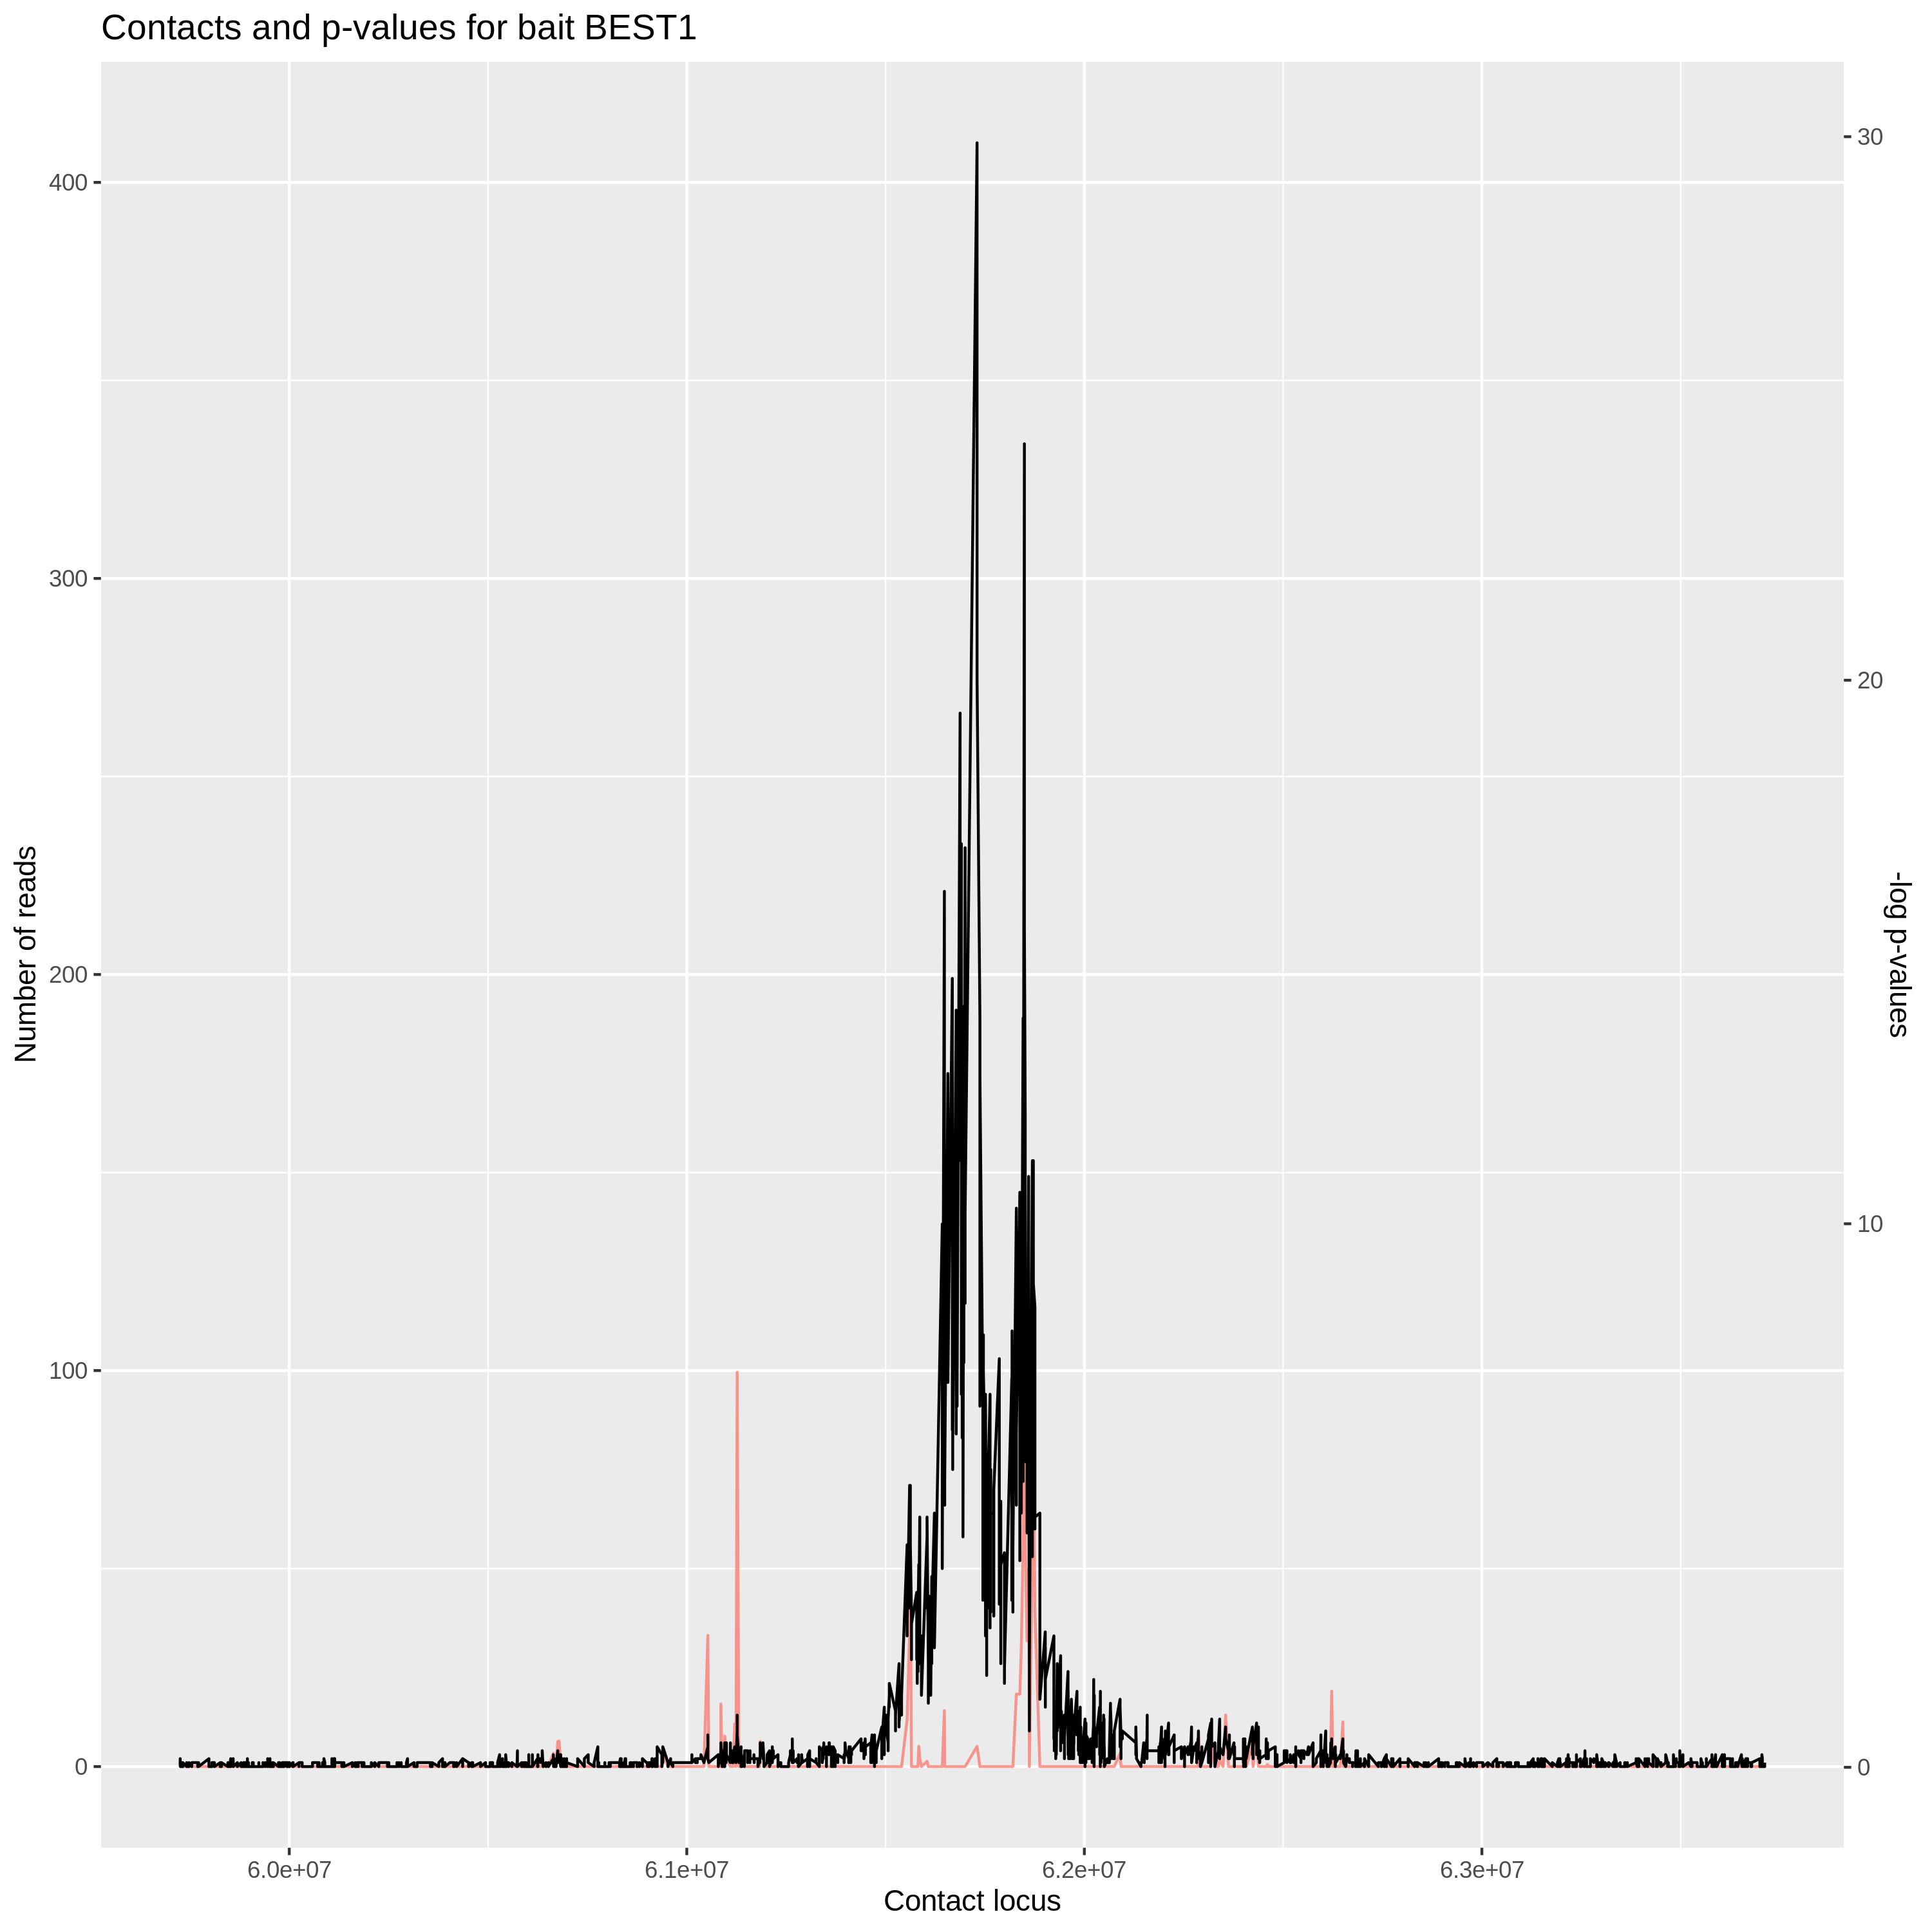 Contacts and p-values for bait BEST1
400
300
200
100
0
30
20
10
0
Number of reads
-log p-values
6.0e+07 6.1e+07 6.2e+07 6.3e+07
Contact locus